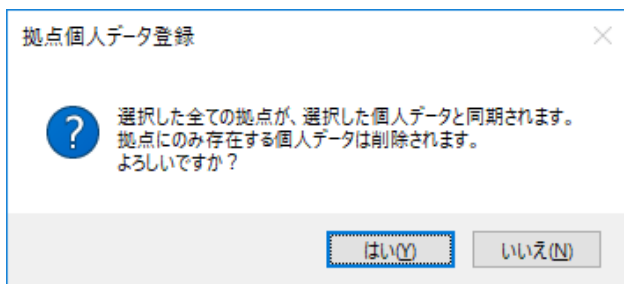 拠点個人データ登録
選択した全ての拠点が、選択した個人データと同期されます。
拠点にのみ存在する個人データは削除されます。
よろしいですか？
はい(Y)
いいえ(N)